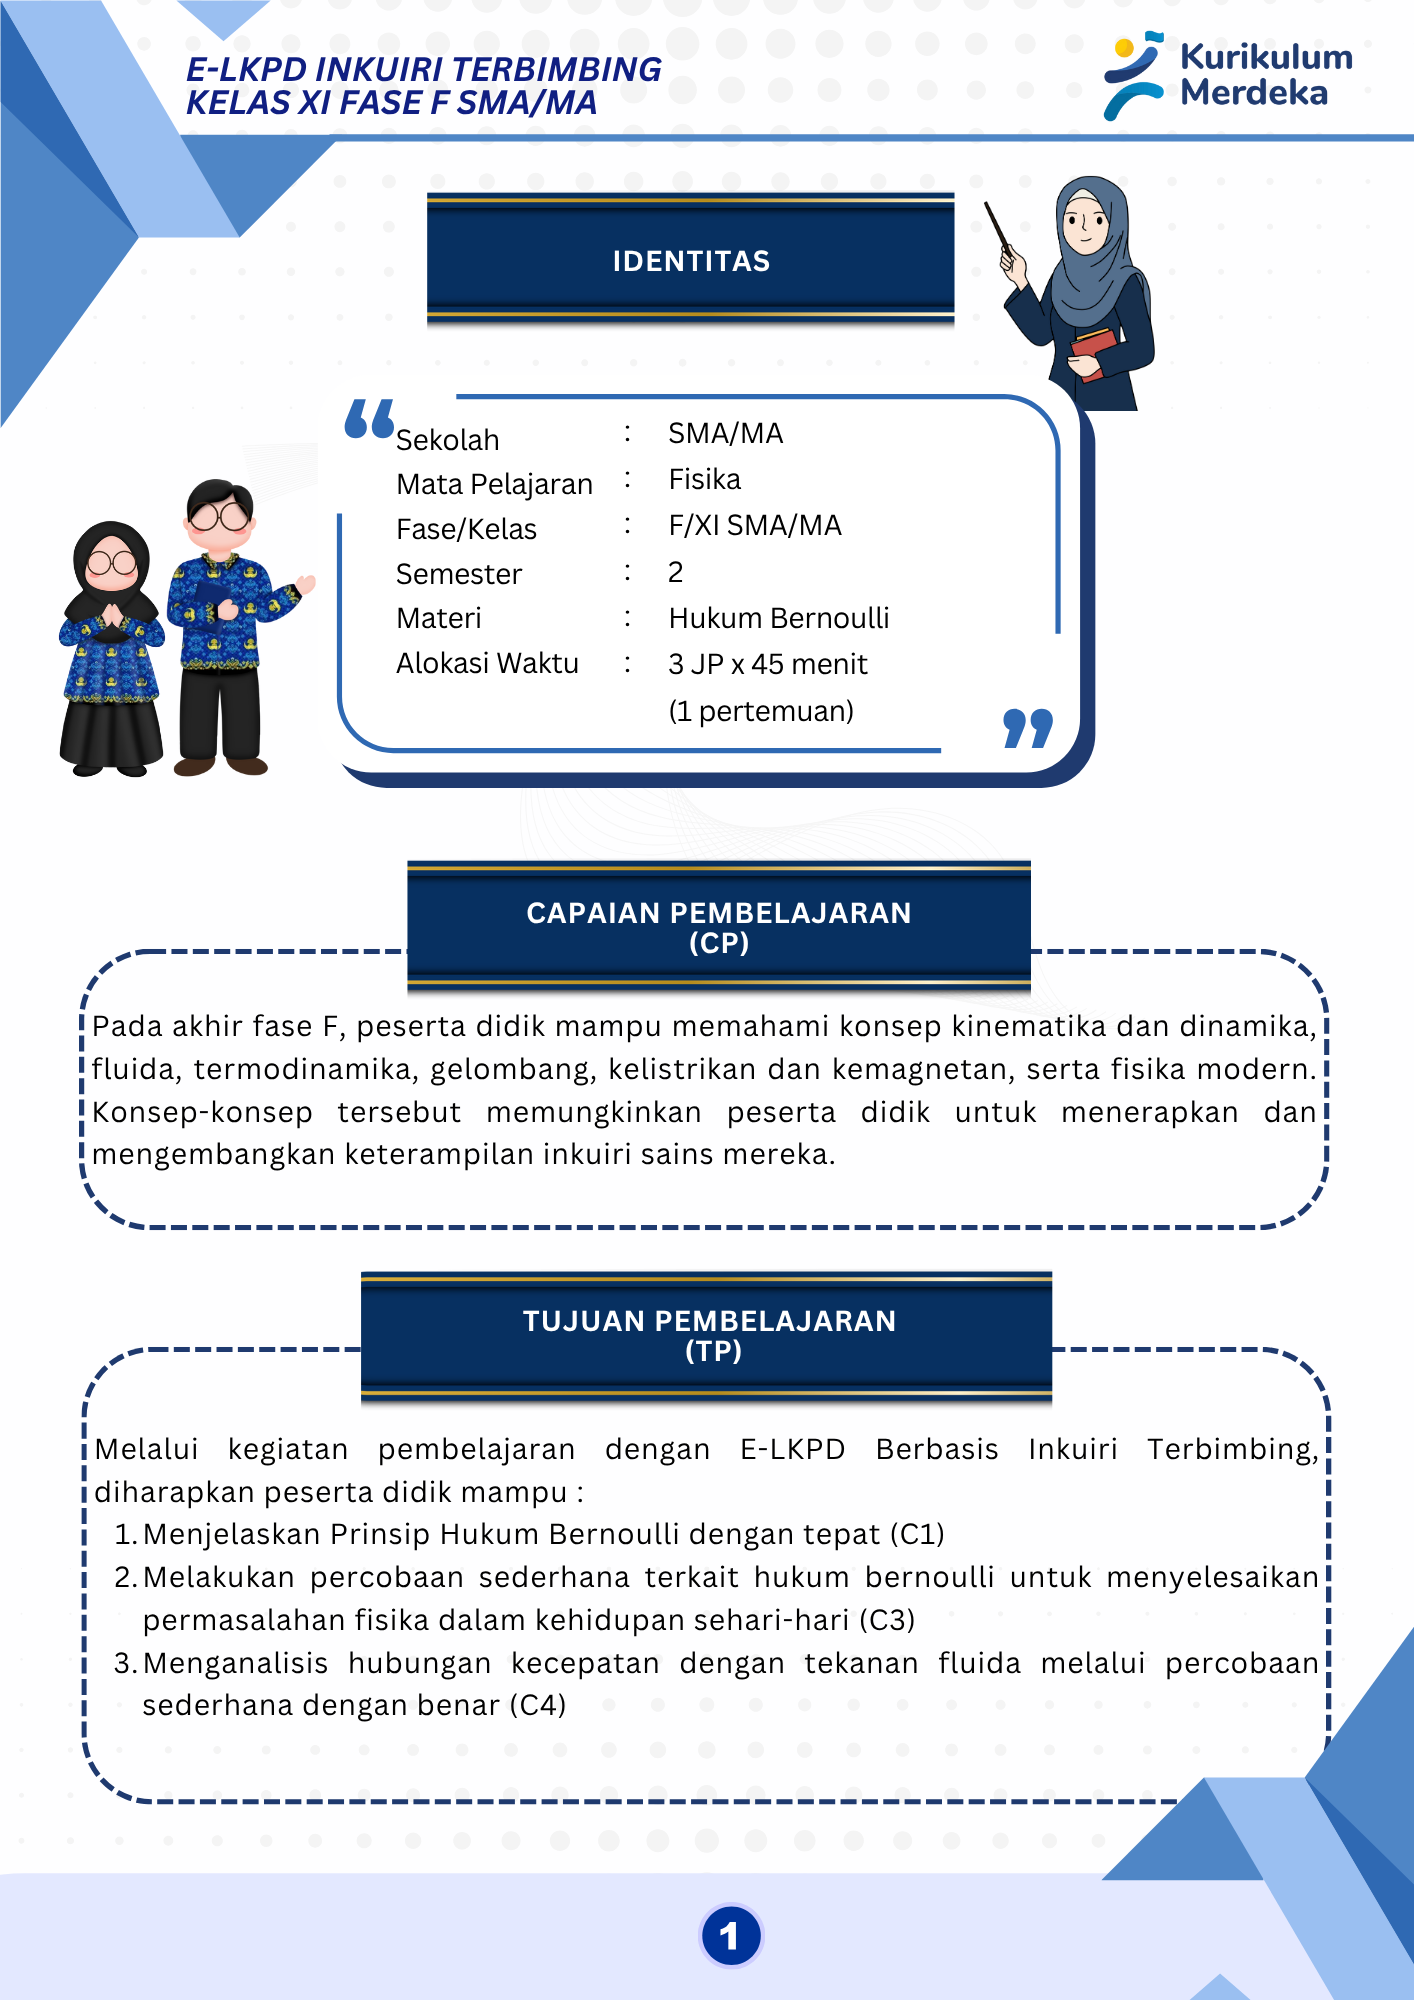 E-LKPD INKUIRI TERBIMBING
KELAS XI FASE F SMA/MA
Kurikulum
Merdeka
IDENTITAS
Sekolah : SMA/MA
Mata Pelajaran : Fisika
Fase/Kelas : F/XI SMA/MA
Semester : 2
Materi : Hukum Bernoulli
Alokasi Waktu : 3 JP x 45 menit
(1 pertemuan)
CAPAIAN PEMBELAJARAN
(CP)
Pada akhir fase F, peserta didik mampu memahami konsep kinematika dan dinamika,
fluida, termodinamika, gelombang, kelistrikan dan kemagnetan, serta fisika modern.
Konsep-konsep tersebut memungkinkan peserta didik untuk menerapkan dan
mengembangkan keterampilan inkuiri sains mereka.
TUJUAN PEMBELAJARAN
(TP)
Melalui kegiatan pembelajaran dengan E-LKPD Berbasis Inkuiri Terbimbing,
diharapkan peserta didik mampu :
1. Menjelaskan Prinsip Hukum Bernoulli dengan tepat (C1)
2. Melakukan percobaan sederhana terkait hukum bernoulli untuk menyelesaikan
permasalahan fisika dalam kehidupan sehari-hari (C3)
3. Menganalisis hubungan kecepatan dengan tekanan fluida melalui percobaan
sederhana dengan benar (C4)
1